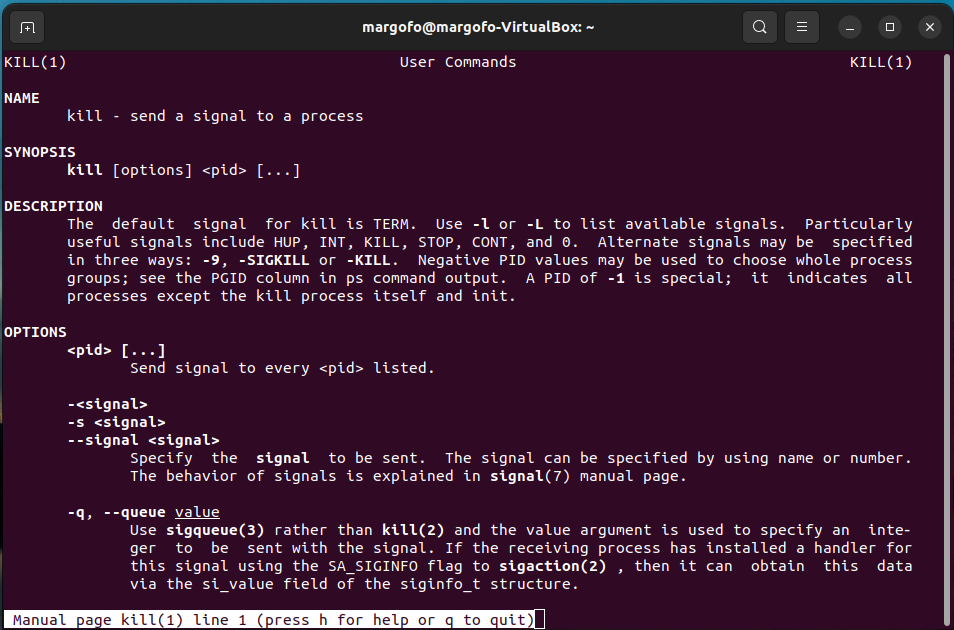 margofo@margofo-VirtualBox: ~
KILL(1) User Commands KILL(1)
NAME
kill - send a signal to a process
SYNOPSIS
kill [options] <pid> [...]
DESCRIPTION
The default signal for kill is TERM. Use -l or -L to list available signals. Particularly
useful signals include HUP, INT, KILL, STOP, CONT, and 0. Alternate signals may be specified
in three ways: -9, -SIGKILL or -KILL. Negative PID values may be used to choose whole process
groups; see the PGID column in ps command output. A PID of -1 is special; it indicates all
processes except the kill process itself and init.
OPTIONS
<pid> [...]
Send signal to every <pid> listed.
-<signal>
-s <signal>
--signal <signal>
Specify the signal to be sent. The signal can be specified by using name or number.
The behavior of signals is explained in signal(7) manual page.
-q, --queue value
Use sigqueue(3) rather than kill(2) and the value argument is used to specify an inte-
ger to be sent with the signal. If the receiving process has installed a handler for
this signal using the SA_SIGINFO flag to sigaction(2) , then it can obtain this data
via the si_value field of the siginfo_t structure.
Manual page kill(1) line 1 (press h for help or q to quit)